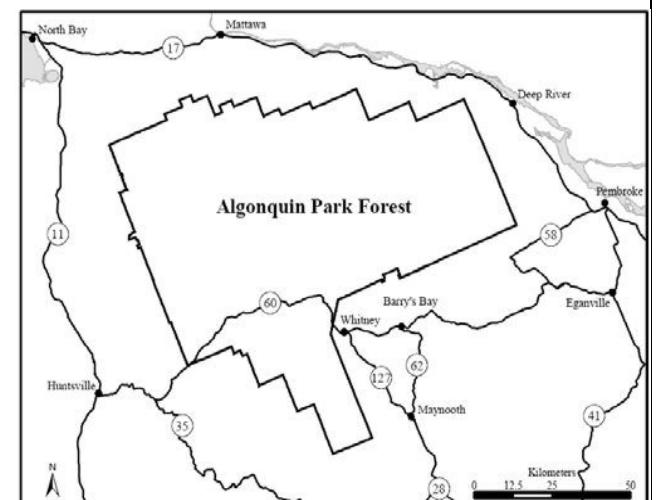 North Bay
Mattawa
17
Deep River
Algonquin Park Forest
Pembroke
11
58
60
Barry's Bay
Eganville
Whitney
62
127
Huntsville
Maynooth
41
35
N
Kilometers
28
0 12.5 25 50